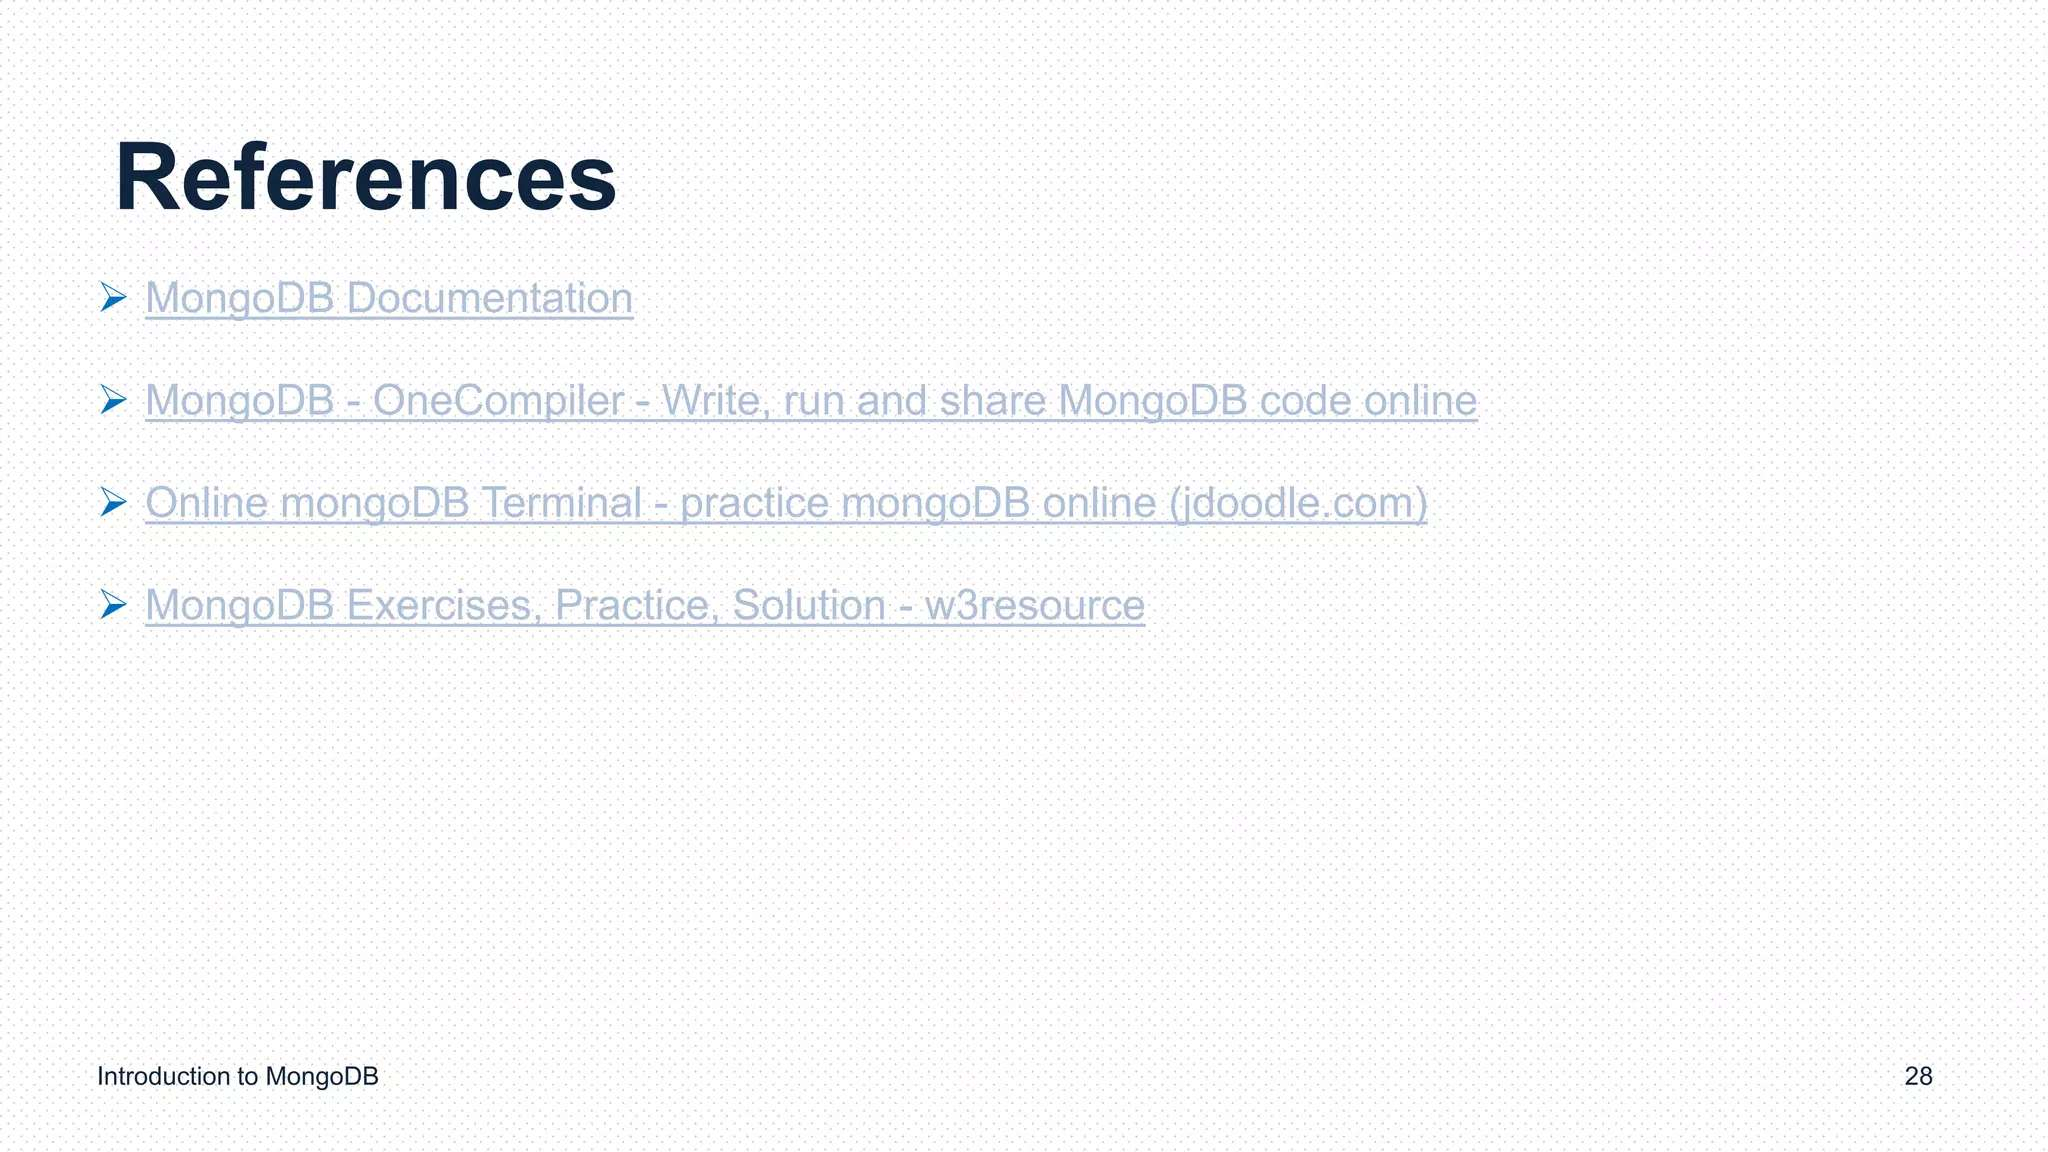 References
MongoDB Documentation
MongoDB - OneCompiler - Write, run and share MongoDB code online
Online mongoDB Terminal - practice mongoDB online (jdoodle.com)
MongoDB Exercises, Practice, Solution - w3resource
Introduction to MongoDB
28